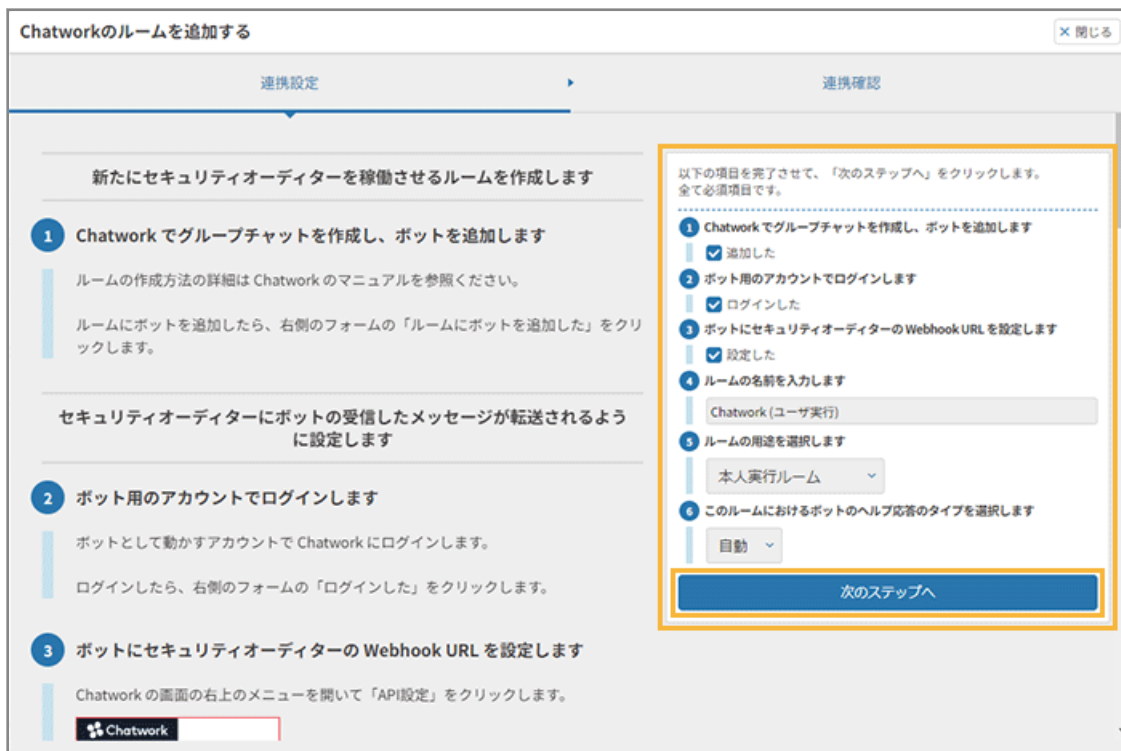 Chatworkのルームを追加する
× 閉じる
連携設定
連携確認
新たにセキュリティオーディターを稼働させるルームを作成します
1 Chatwork でグループチャットを作成し、ボットを追加します
ルームの作成方法の詳細は Chatwork のマニュアルを参照ください。
ルームにボットを追加したら、右側のフォームの「ルームにボットを追加した」をクリ
ックします。
セキュリティオーディターにボットの受信したメッセージが転送されるよう
に設定します
2 ボット用のアカウントでログインします
ボットとして動かすアカウントで Chatwork にログインします。
ログインしたら、右側のフォームの「ログインした」をクリックします。
3 ボットにセキュリティオーディターの Webhook URL を設定します
Chatwork の画面の右上のメニューを開いて「API設定」をクリックします。
Chatwork
以下の項目を完了させて、「次のステップへ」をクリックします。
全て必須項目です。
1 Chatwork でグループチャットを作成し、ボットを追加します
追加した
2 ボット用のアカウントでログインします
ログインした
3 ボットにセキュリティオーディターの Webhook URL を設定します
設定した
4 ルームの名前を入力します
Chatwork (ユーザ実行)
5 ルームの用途を選択します
本人実行ルーム
6 このルームにおけるボットのヘルプ応答のタイプを選択します
自動
次のステップへ